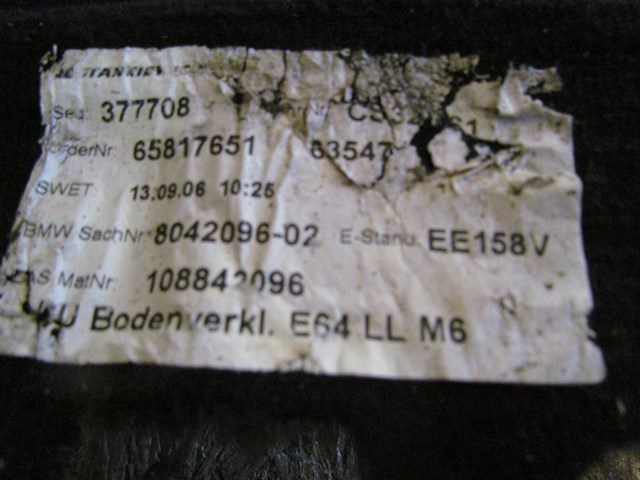 377708
OrderNr: 65817651 63547
SWET 13.09.06 10:25
BMW SachNr 8042096-02 E-Stand: EE158V
MatNr: 108842096
Bodenverkl. E64 LL M6